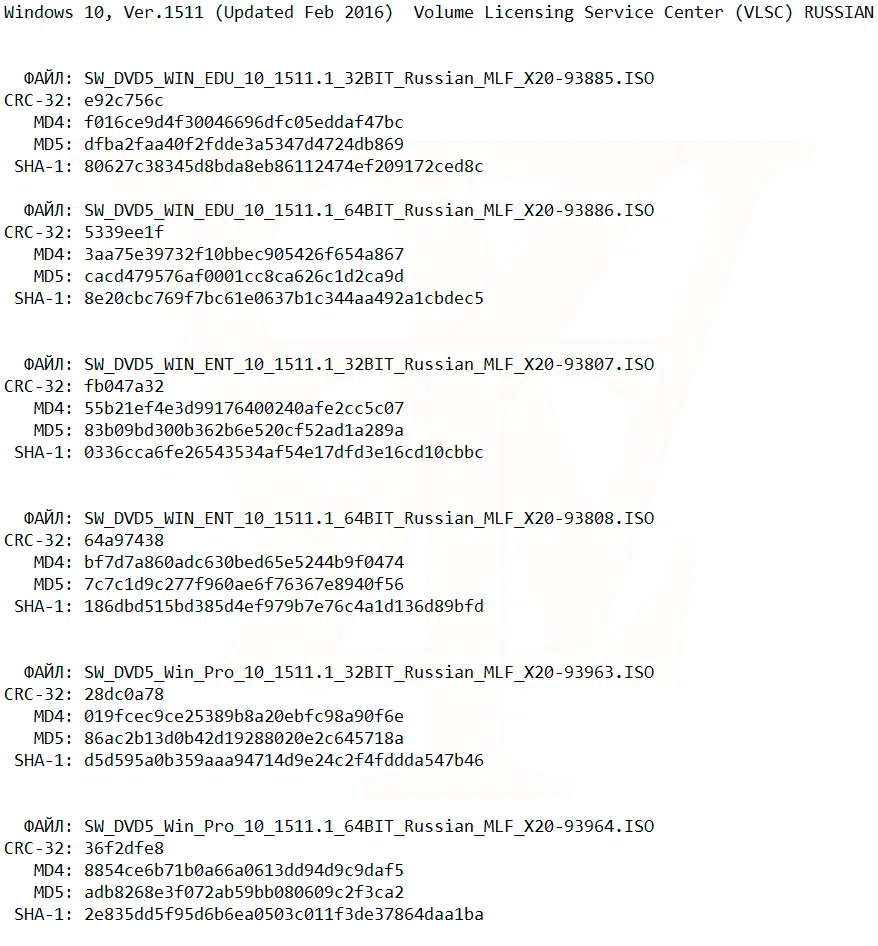 Windows 10, Ver.1511 (Updated Feb 2016)  Volume Licensing Service Center (VLSC) RUSSIAN
ФАЙЛ: SW_DVD5_WIN_EDU_10_1511.1_32BIT_Russian_MLF_X20-93885.ISO
CRC-32: e92c756c
MD4: f016ce9d4f30046696dfc05eddaf47bc
MD5: dfba2faa40f2fdde3a5347d4724db869
SHA-1: 80627c38345d8bda8eb86112474ef209172ced8c
ФАЙЛ: SW_DVD5_WIN_EDU_10_1511.1_64BIT_Russian_MLF_X20-93886.ISO
CRC-32: 5339ee1f
MD4: 3aa75e39732f10bbec905426f654a867
MD5: cacd479576af0001cc8ca626c1d2ca9d
SHA-1: 8e20cbc769f7bc61e0637b1c344aa492a1cbdec5
ФАЙЛ: SW_DVD5_WIN_ENT_10_1511.1_32BIT_Russian_MLF_X20-93807.ISO
CRC-32: fb047a32
MD4: 55b21ef4e3d99176400240afe2cc5c07
MD5: 83b09bd300b362b6e520cf52ad1a289a
SHA-1: 0336cca6fe26543534af54e17dfd3e16cd10cbbc
ФАЙЛ: SW_DVD5_WIN_ENT_10_1511.1_64BIT_Russian_MLF_X20-93808.ISO
CRC-32: 64a97438
MD4: bf7d7a860adc630bed65e5244b9f0474
MD5: 7c7c1d9c277f960ae6f76367e8940f56
SHA-1: 186dbd515bd385d4ef979b7e76c4a1d136d89bfd
ФАЙЛ: SW_DVD5_Win_Pro_10_1511.1_32BIT_Russian_MLF_X20-93963.ISO
CRC-32: 28dc0a78
MD4: 019fcec9ce25389b8a20ebfc98a90f6e
MD5: 86ac2b13d0b42d19288020e2c645718a
SHA-1: d5d595a0b359aaa94714d9e24c2f4fddda547b46
ФАЙЛ: SW_DVD5_Win_Pro_10_1511.1_64BIT_Russian_MLF_X20-93964.ISO
CRC-32: 36f2dfe8
MD4: 8854ce6b71b0a66a0613dd94d9c9daf5
MD5: adb8268e3f072ab59bb080609c2f3ca2
SHA-1: 2e835dd5f95d6b6ea0503c011f3de37864daa1ba